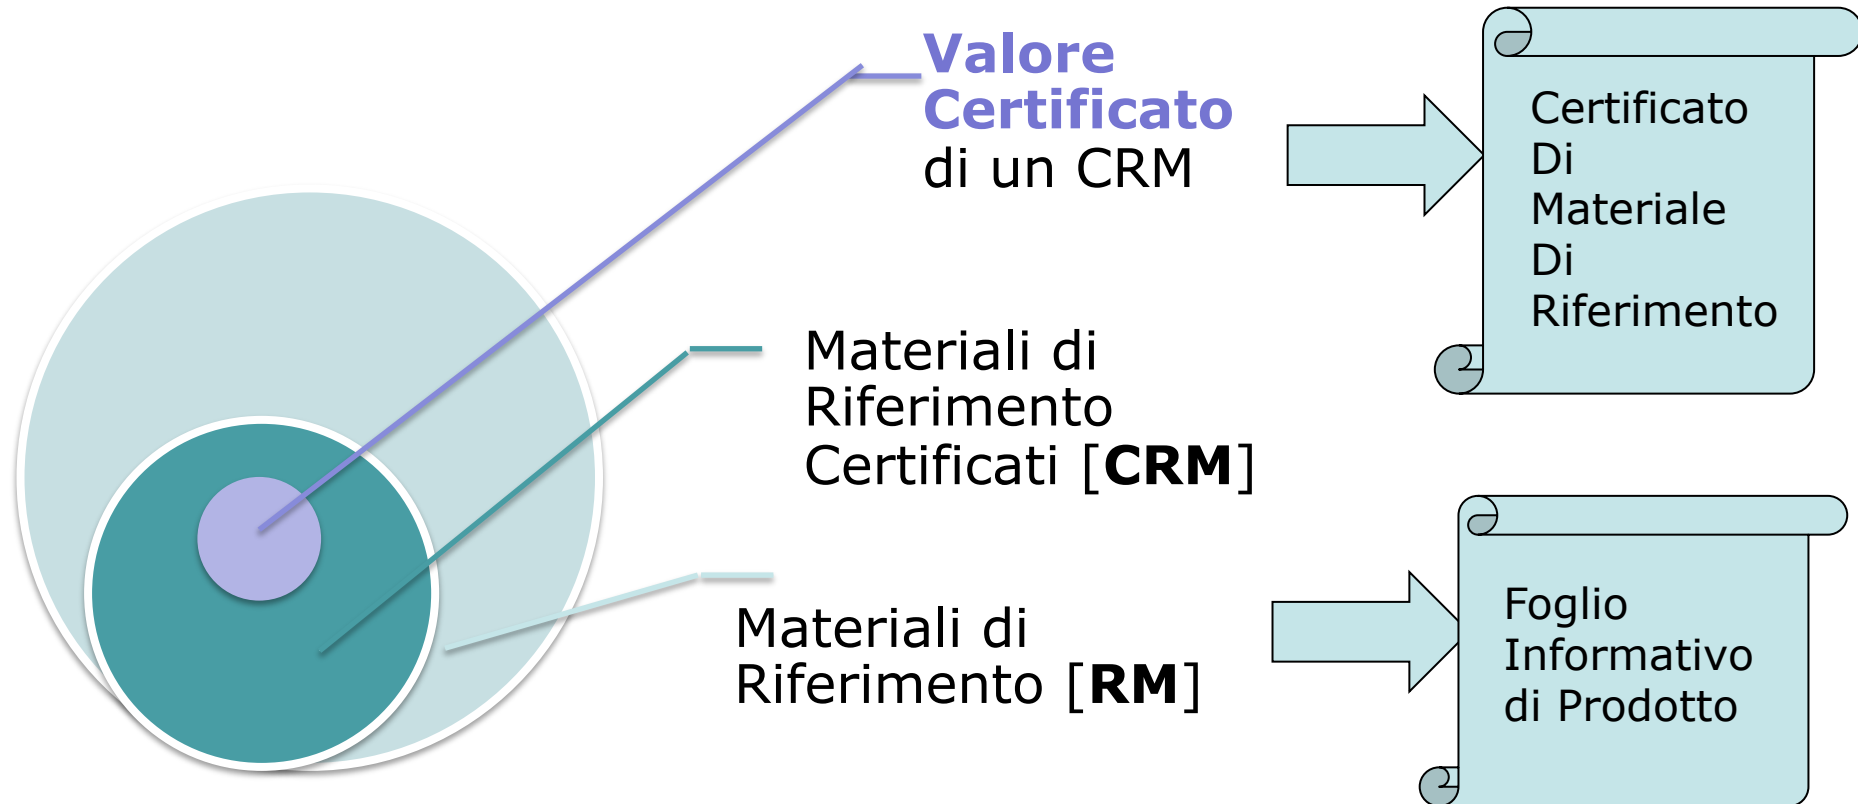 Valore
Certificato
di un CRM
Certificato
Di
Materiale
Di
Riferimento
Materiali di
Riferimento
Certificati [CRM]
Materiali di
Riferimento [RM]
Foglio
Informativo
di Prodotto